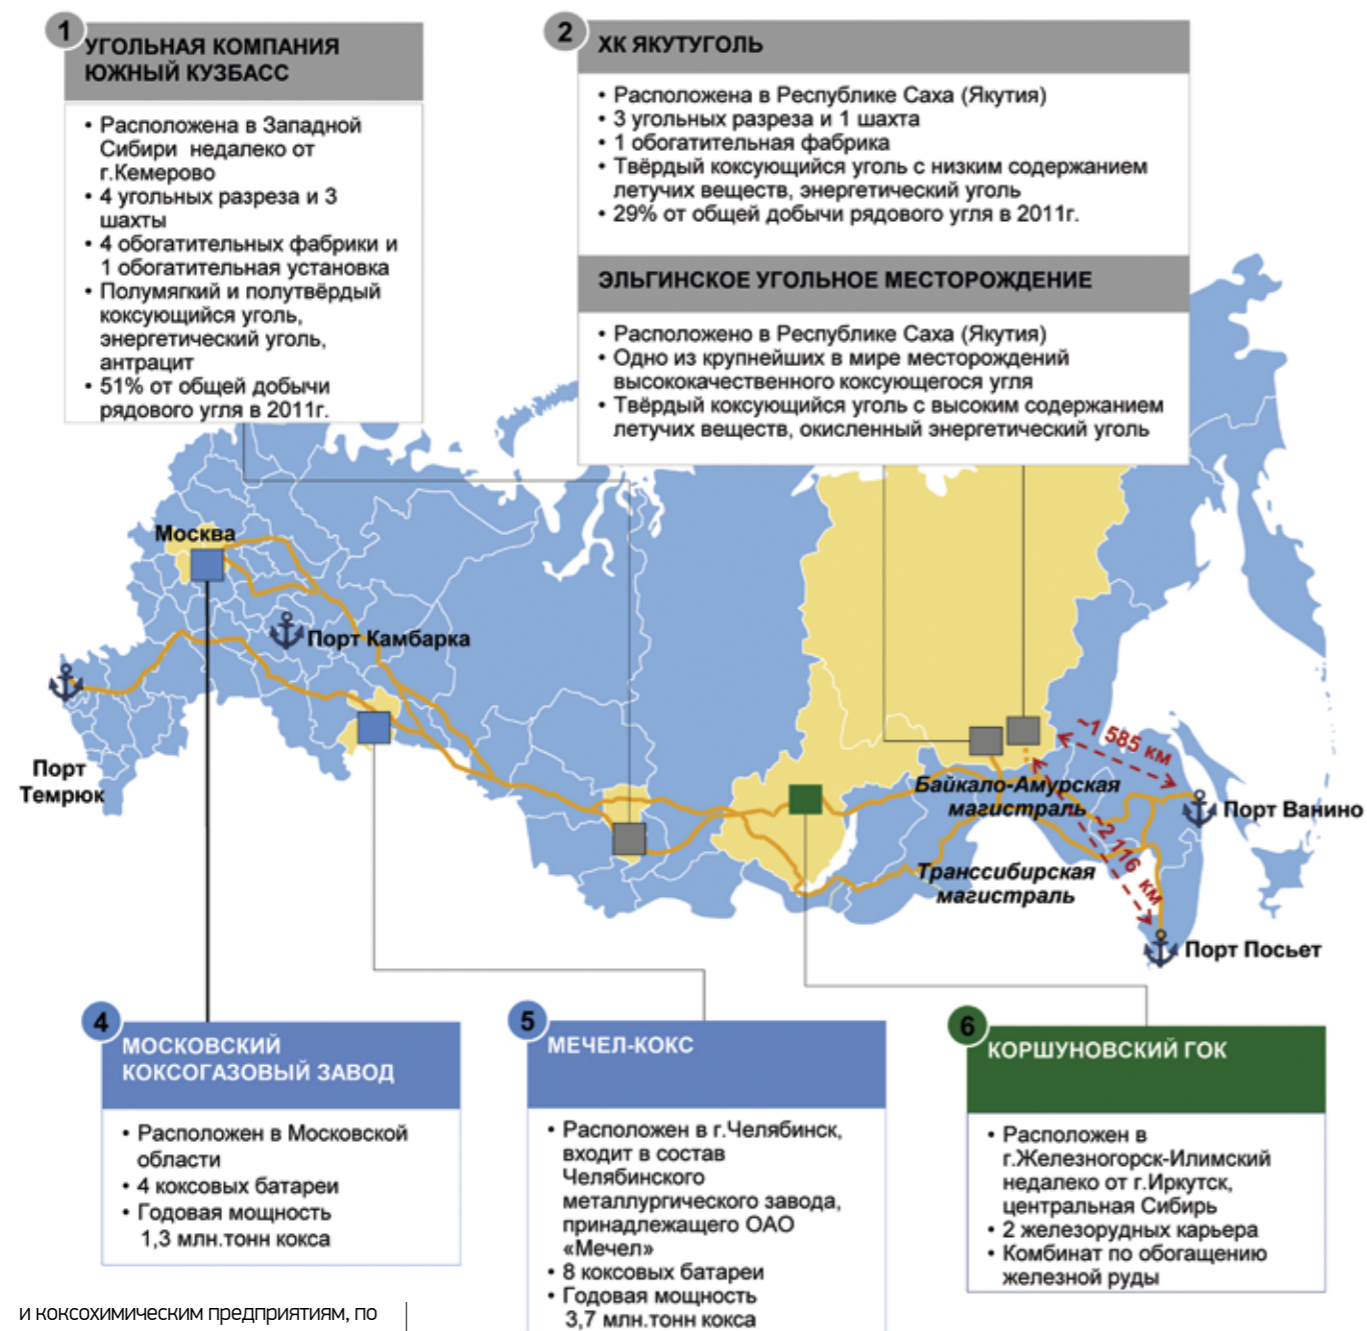 1
УГОЛЬНАЯ КОМПАНИЯ
ЮЖНЫЙ КУЗБАСС
• Расположена в Западной
Сибири недалеко от
г.Кемерово
• 4 угольных разреза и 3
шахты
• 4 обогатительных фабрики и
1 обогатительная установка
• Полумягкий и полутвёрдый
коксующийся уголь,
энергетический уголь,
антрацит
• 51% от общей добычи
рядового угля в 2011г.
2
ХК ЯКУТУГОЛЬ
• Расположена в Республике Саха (Якутия)
• 3 угольных разреза и 1 шахта
• 1 обогатительная фабрика
• Твёрдый коксующийся уголь с низким содержанием
летучих веществ, энергетический уголь
• 29% от общей добычи рядового угля в 2011г.
ЭЛЬГИНСКОЕ УГОЛЬНОЕ МЕСТОРОЖДЕНИЕ
• Расположено в Республике Саха (Якутия)
• Одно из крупнейших в мире месторождений
высококачественного коксующегося угля
• Твёрдый коксующийся уголь с высоким содержанием
летучих веществ, окисленный энергетический уголь
Москва
Порт Камбарка
Порт
Темрюк
~1 585 км
Байкало-Амурская
магистраль
Порт Ванино
~2 116 км
Транссибирская
магистраль
Порт Посьет
4
МОСКОВСКИЙ
КОКСОГАЗОВЫЙ ЗАВОД
• Расположен в Московской
области
• 4 коксовых батареи
• Годовая мощность
1,3 млн.тонн кокса
5
МЕЧЕЛ-КОКС
• Расположен в г.Челябинск,
входит в состав
Челябинского
металлургического завода,
принадлежащего ОАО
«Мечел»
• 8 коксовых батареи
• Годовая мощность
3,7 млн.тонн кокса
6
КОРШУНОВСКИЙ ГОК
• Расположен в
г.Железногорск-Илимский
недалеко от г.Иркутск,
центральная Сибирь
• 2 железорудных карьера
• Комбинат по обогащению
железной руды
и коксохимическим предприятиям, по